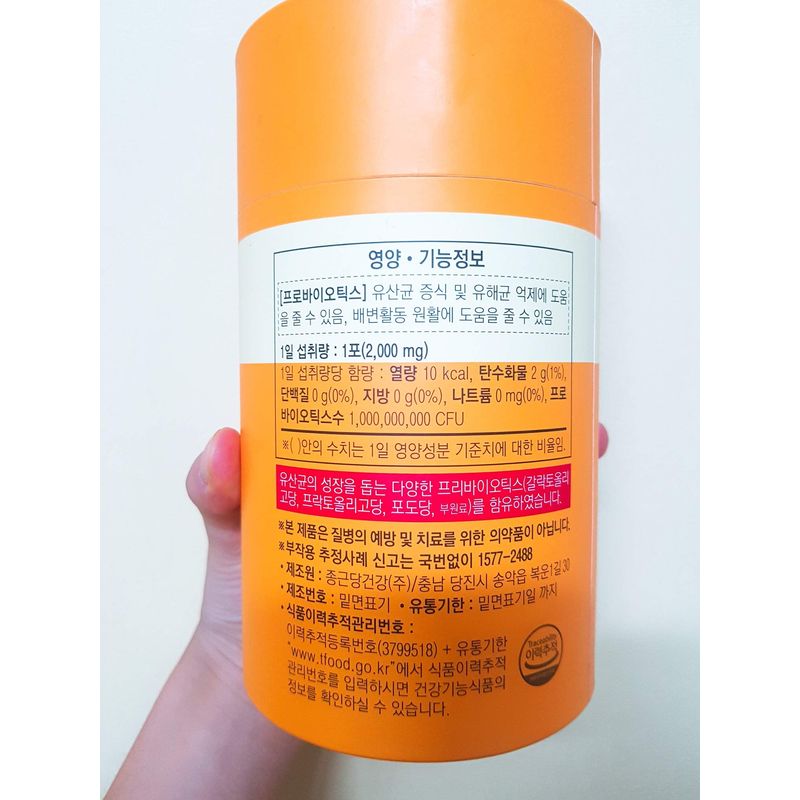 영양・기능정보
[프로바이오틱스] 유산균 증식 및 유해균 억제에 도움
을 줄 수 있음, 배변활동 원활에 도움을 줄 수 있음
1일 섭취량 : 1포(2,000 mg)
1일 섭취량당 함량 : 열량 10 kcal, 탄수화물 2 g(1%),
단백질 0 g(0%), 지방 0 g(0%), 나트륨 0 mg(0%), 프로
바이오틱스수 1,000,000,000 CFU
※( )안의 수치는 1일 영양성분 기준치에 대한 비율임.
유산균의 성장을 돕는 다양한 프리바이오틱스(갈락토올리
고당, 프락토올리고당, 포도당, 부원료)를 함유하였습니다.
※본 제품은 질병의 예방 및 치료를 위한 의약품이 아닙니다.
※부작용 추정사례 신고는 국번없이 1577-2488
・제조원 : 종근당건강(주)/충남 당진시 송악읍 복운1길 30
・제조번호 : 밑면표기 ・유통기한 : 밑면표기일 까지
・식품이력추적관리번호 :
이력추적등록번호(3799518) + 유통기한
"www.tfood.go.kr"에서 식품이력추적
관리번호를 입력하시면 건강기능식품의
정보를 확인하실 수 있습니다.
Traceability
이력추적